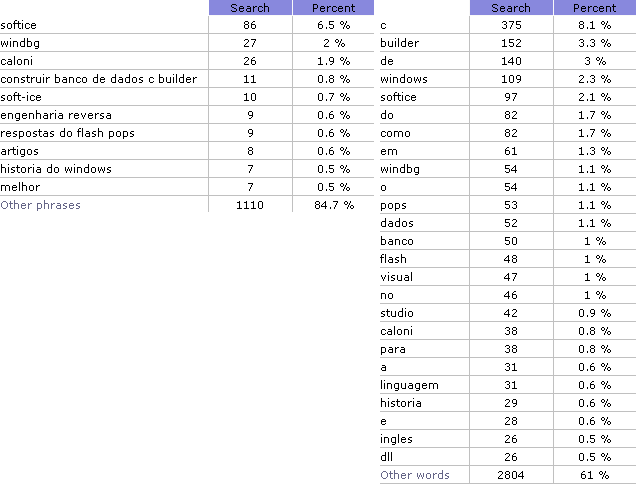 Search Percent
softice 86 6.5 %
windbg 27 2 %
caloni 26 1.9 %
construir banco de dados c builder 11 0.8 %
soft-ice 10 0.7 %
engenharia reversa 9 0.6 %
respostas do flash pops 9 0.6 %
artigos 8 0.6 %
historia do windows 7 0.5 %
melhor 7 0.5 %
Other phrases 1110 84.7 %
Search Percent
c 375 8.1 %
builder 152 3.3 %
de 140 3 %
windows 109 2.3 %
softice 97 2.1 %
do 82 1.7 %
como 82 1.7 %
em 61 1.3 %
windbg 54 1.1 %
o 54 1.1 %
pops 53 1.1 %
dados 52 1.1 %
banco 50 1 %
flash 48 1 %
visual 47 1 %
no 46 1 %
studio 42 0.9 %
caloni 38 0.8 %
para 38 0.8 %
a 31 0.6 %
linguagem 31 0.6 %
historia 29 0.6 %
e 28 0.6 %
ingles 26 0.5 %
dll 26 0.5 %
Other words 2804 61 %